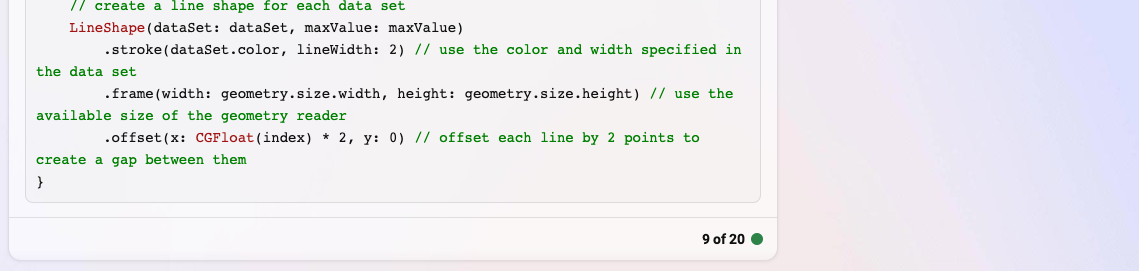 // create a line shape for each data set
LineShape(dataSet: dataSet, maxValue: maxValue)
.stroke(dataSet.color, lineWidth: 2) // use the color and width specified in
the data set
.frame(width: geometry.size.width, height: geometry.size.height) // use the
available size of the geometry reader
.offset(x: CGFloat(index) * 2, y: 0) // offset each line by 2 points to
create a gap between them
}
9 of 20